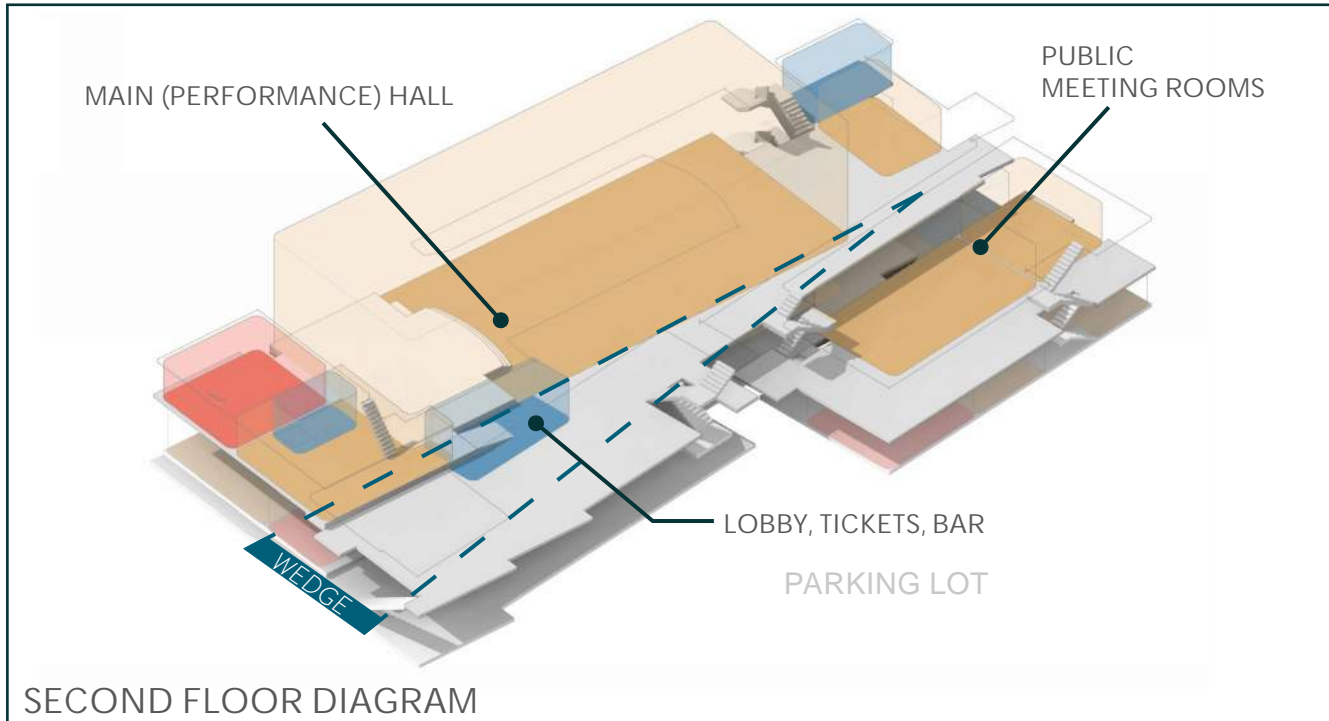 MAIN (PERFORMANCE) HALL
PUBLIC
MEETING ROOMS
LOBBY, TICKETS, BAR
WEDGE
PARKING LOT
SECOND FLOOR DIAGRAM